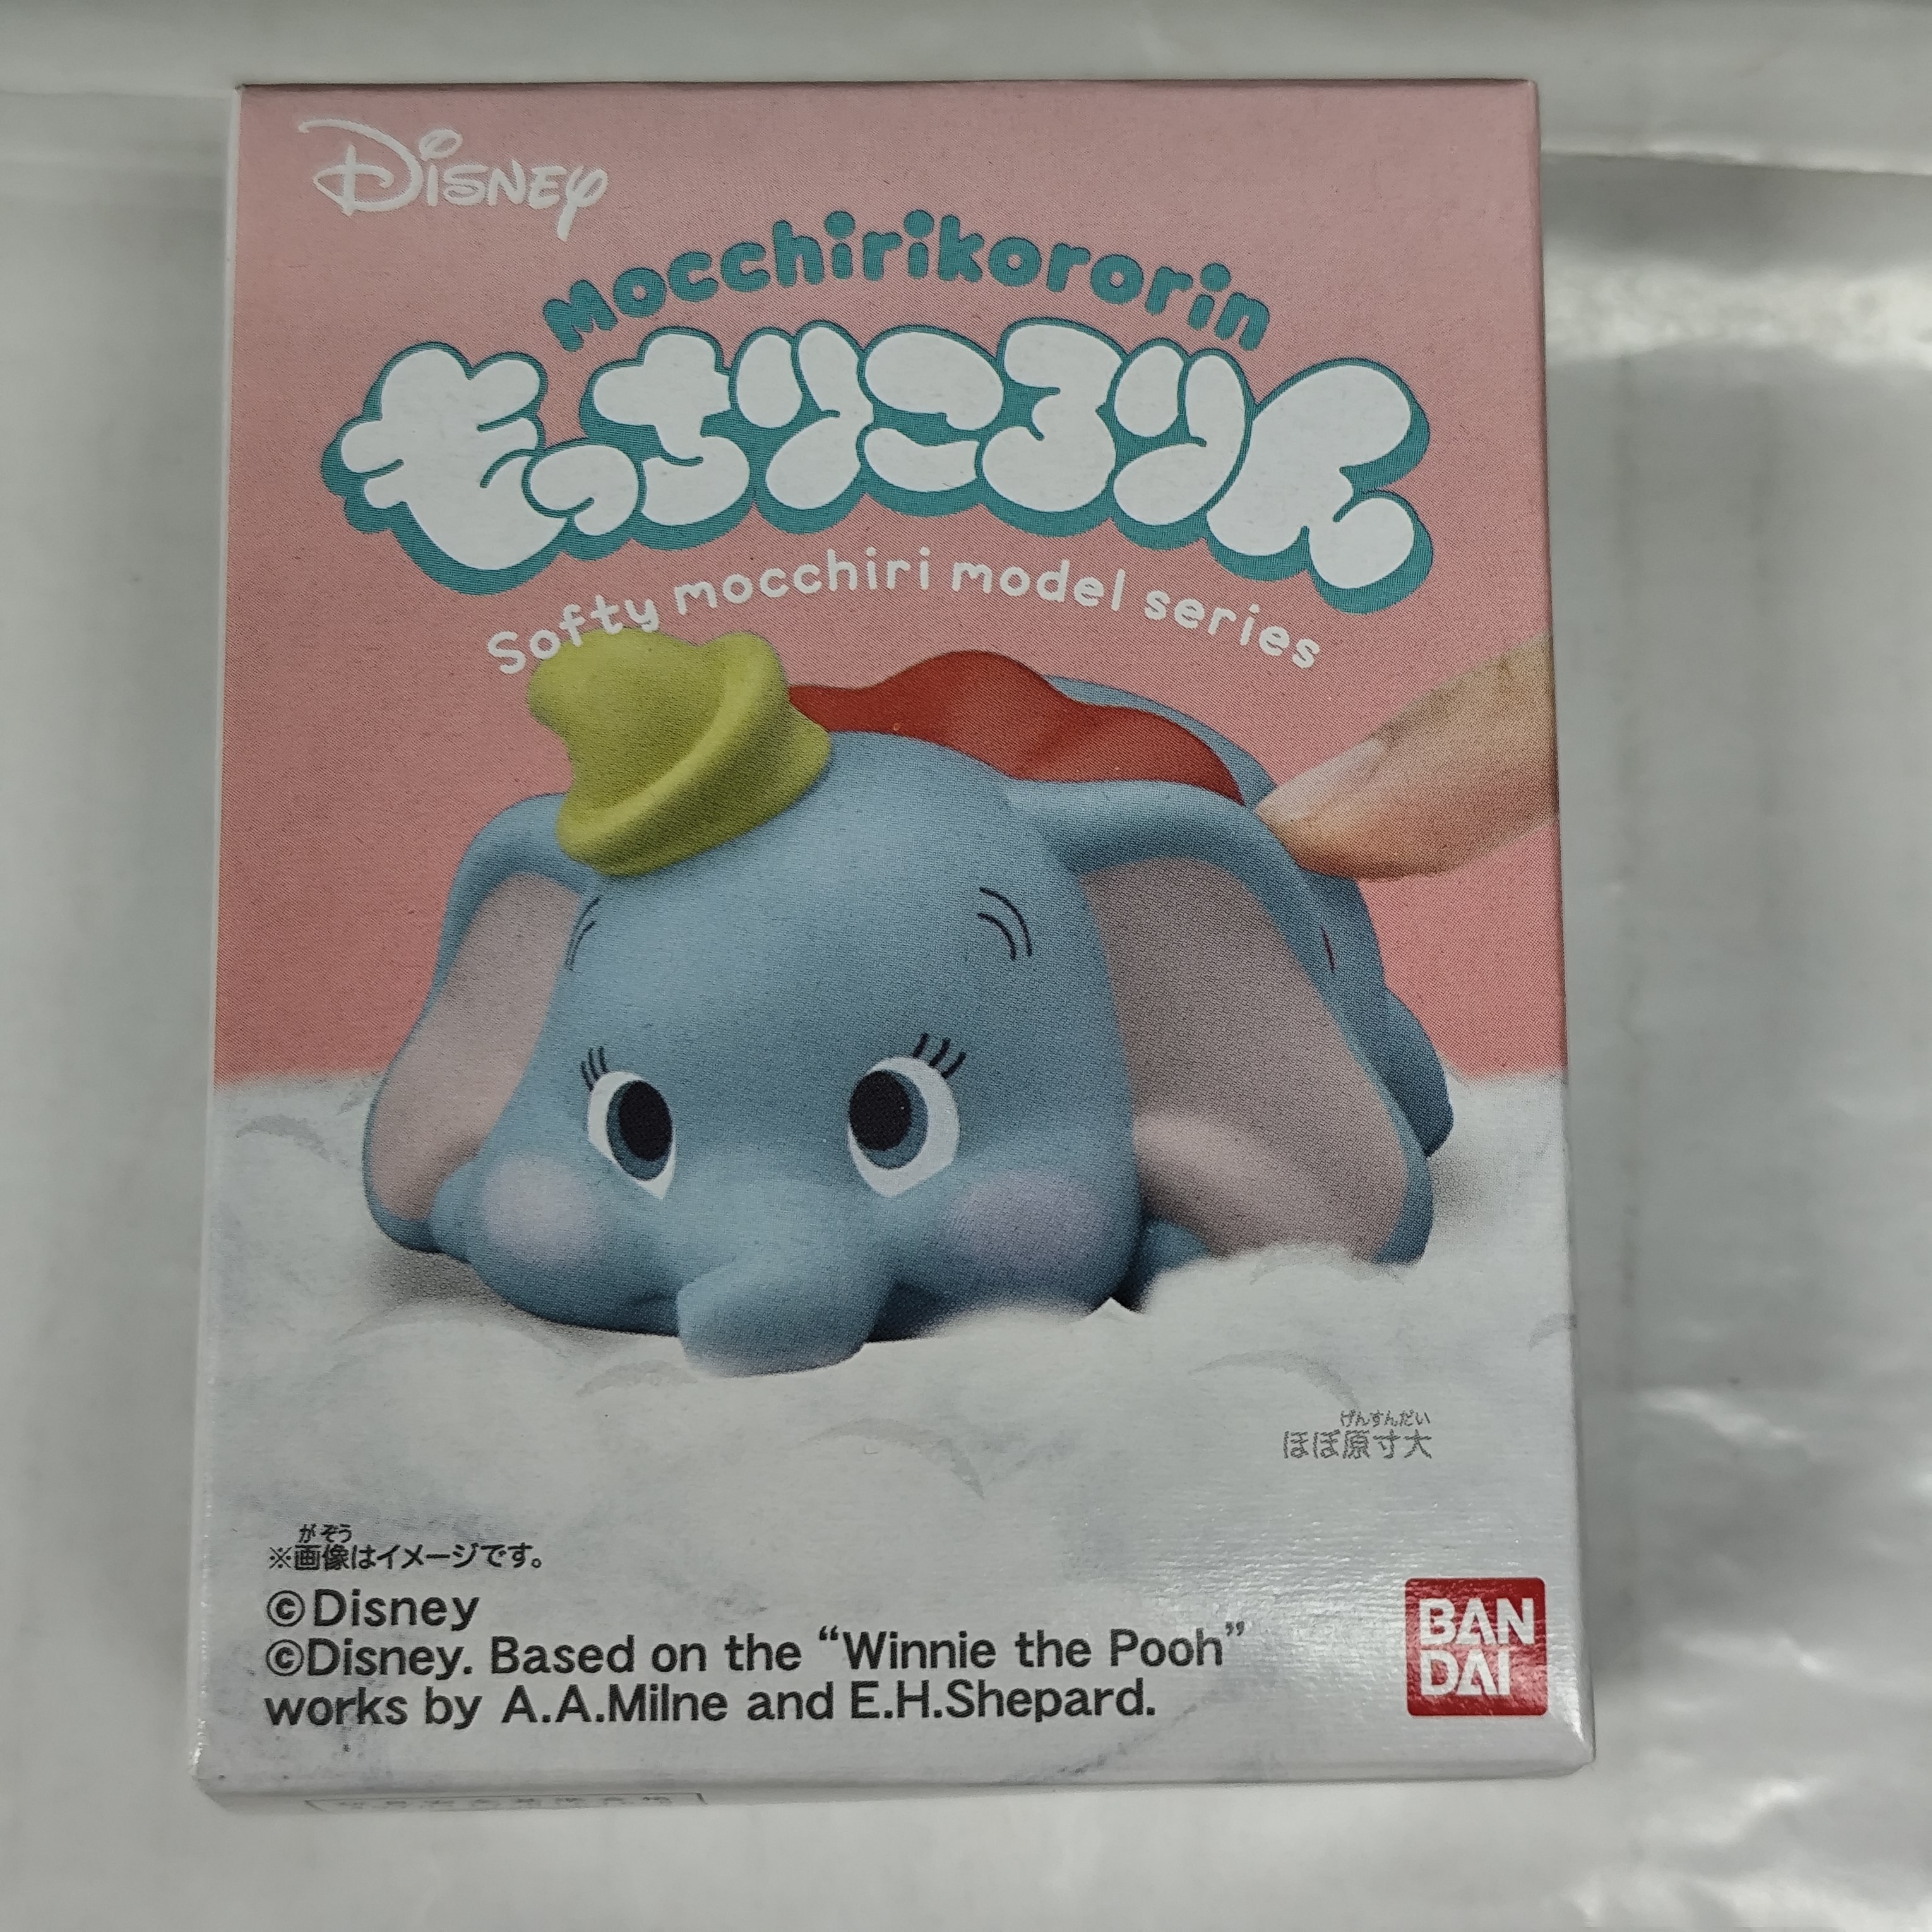 Disney
Mocchirikororin
もっちりころりん
Softy mocchiri model series
げんすんだい
ほぼ原寸大
がぞう
※画像はイメージです。
©Disney
©Disney. Based on the “Winnie the Pooh”
works by A.A.Milne and E.H.Shepard.
BAN
DAI